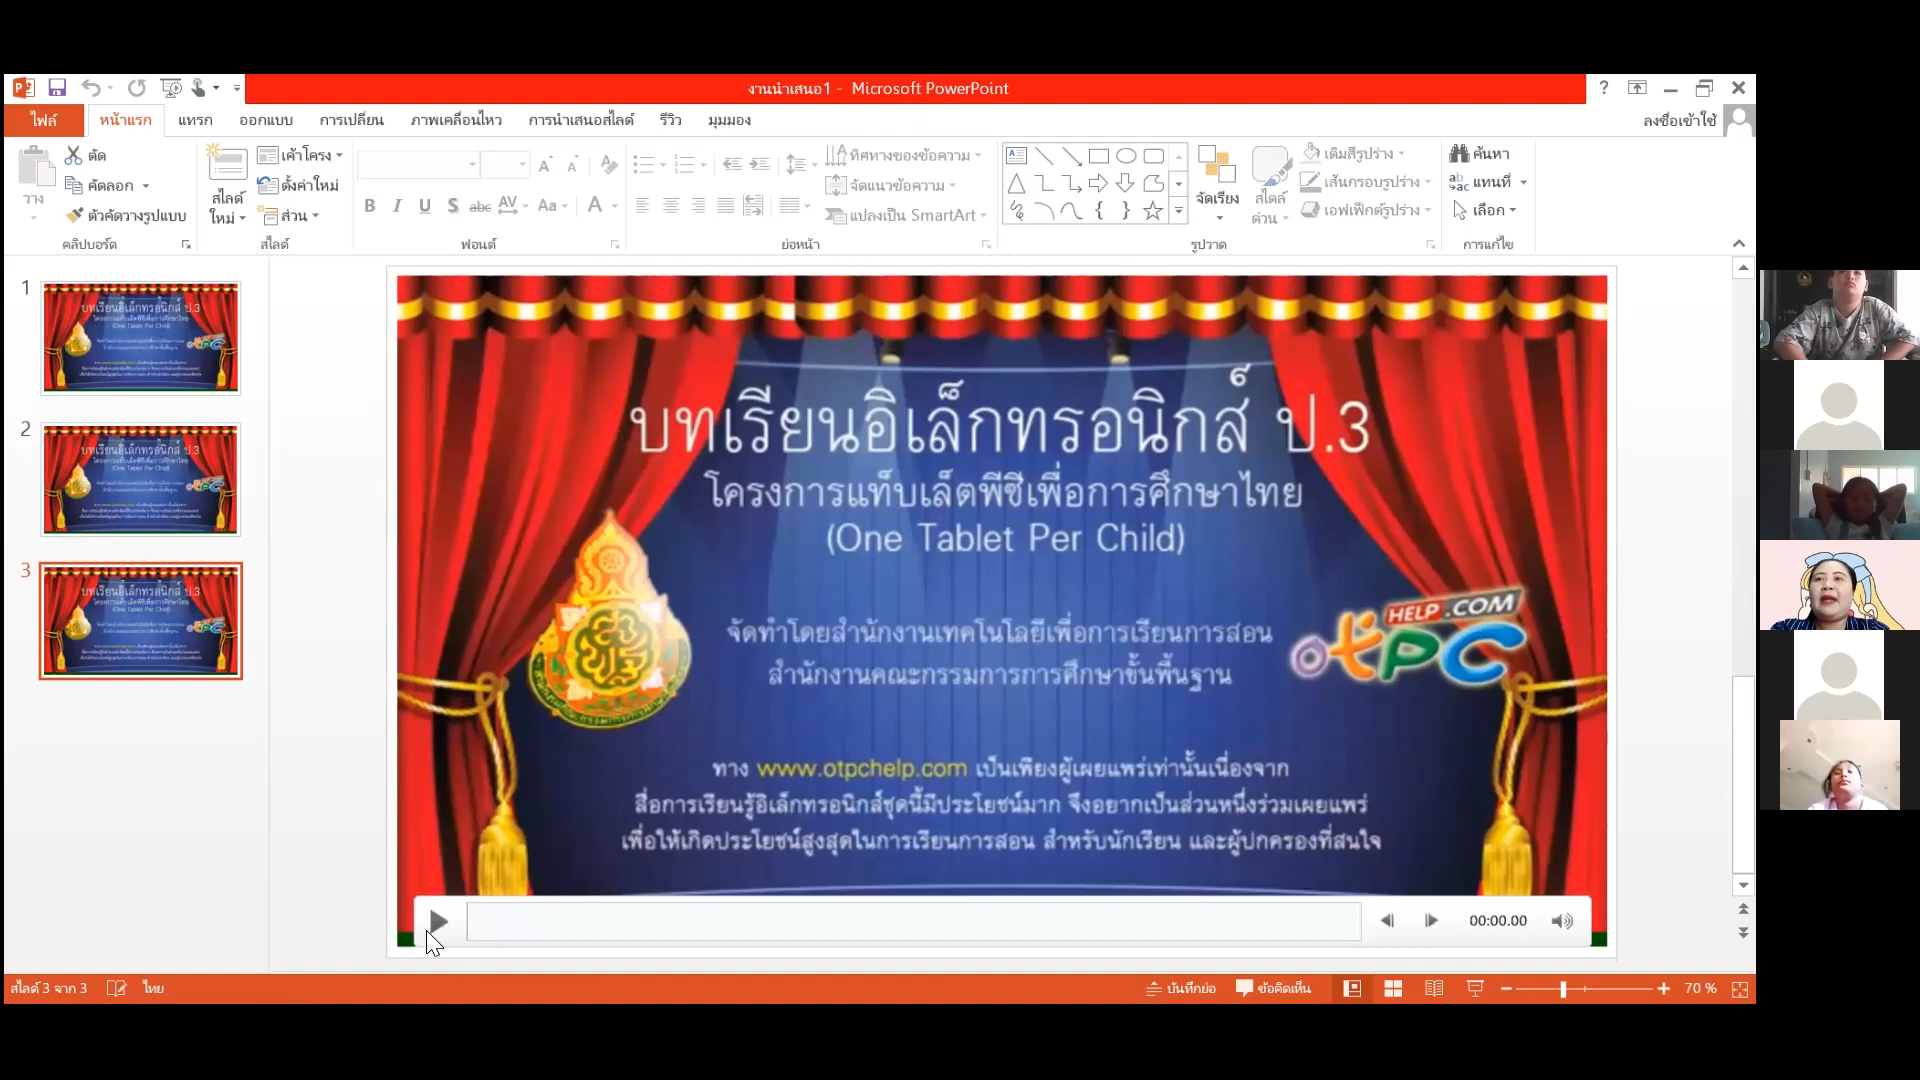 งานนำเสนอ1 - Microsoft PowerPoint
ไฟล์ หน้าแรก แทรก ออกแบบ การเปลี่ยน ภาพเคลื่อนไหว การนำเสนอสไลด์ รีวิว มุมมอง ลงชื่อเข้าใช้
วาง ตัด คัดลอก ตัวคัดวางรูปแบบ
คลิปบอร์ด
สไลด์ใหม่ เค้าโครง ตั้งค่าใหม่ ส่วน
สไลด์
B I U S abc AV Aa A
ฟอนต์
ทิศทางของข้อความ
จัดแนวข้อความ
แปลงเป็น SmartArt
ย่อหน้า
จัดเรียง สไตล์ด่วน
เติมสีรูปร่าง
เส้นกรอบรูปร่าง
เอฟเฟ็กต์รูปร่าง
รูปวาด
ค้นหา
แทนที่
เลือก
การแก้ไข
1
2
3
บทเรียนอิเล็กทรอนิกส์ ป.3
โครงการแท็บเล็ตพีซีเพื่อการศึกษาไทย
(One Tablet Per Child)
จัดทำโดยสำนักงานเทคโนโลยีเพื่อการเรียนการสอน
สำนักงานคณะกรรมการการศึกษาขั้นพื้นฐาน
HELP.COM
otPC
ทาง www.otpchelp.com เป็นเพียงผู้เผยแพร่เท่านั้นเนื่องจาก
สื่อการเรียนรู้อิเล็กทรอนิกส์ชุดนี้มีประโยชน์มาก จึงอยากเป็นส่วนหนึ่งร่วมเผยแพร่
เพื่อให้เกิดประโยชน์สูงสุดในการเรียนการสอน สำหรับนักเรียน และผู้ปกครองที่สนใจ
00:00.00
สไลด์ 3 จาก 3 ไทย บันทึกย่อ ข้อคิดเห็น 70 %